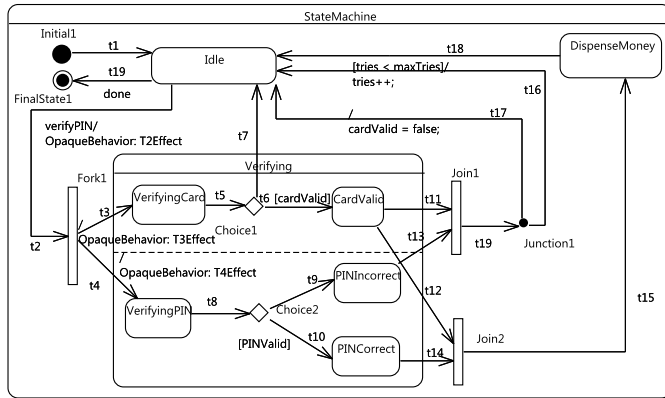 StateMachine
Initial1
t1
Idle
t18
DispenseMoney
[tries < maxTries]/
tries++;
t19
FinalState1
done
t16
t17
verifyPIN/
OpaqueBehavior: T2Effect
t7
/
cardValid = false;
Verifying
Fork1
Join1
VerifyingCard
t5
t6 [cardValid]
CardValid
t3
t11
/
OpaqueBehavior: T3Effect
Choice1
t2
t13
t19
Junction1
/
OpaqueBehavior: T4Effect
t4
t9
PINIncorrect
t12
t15
VerifyingPIN
t8
Choice2
t10
[PINValid]
PINCorrect
t14
Join2